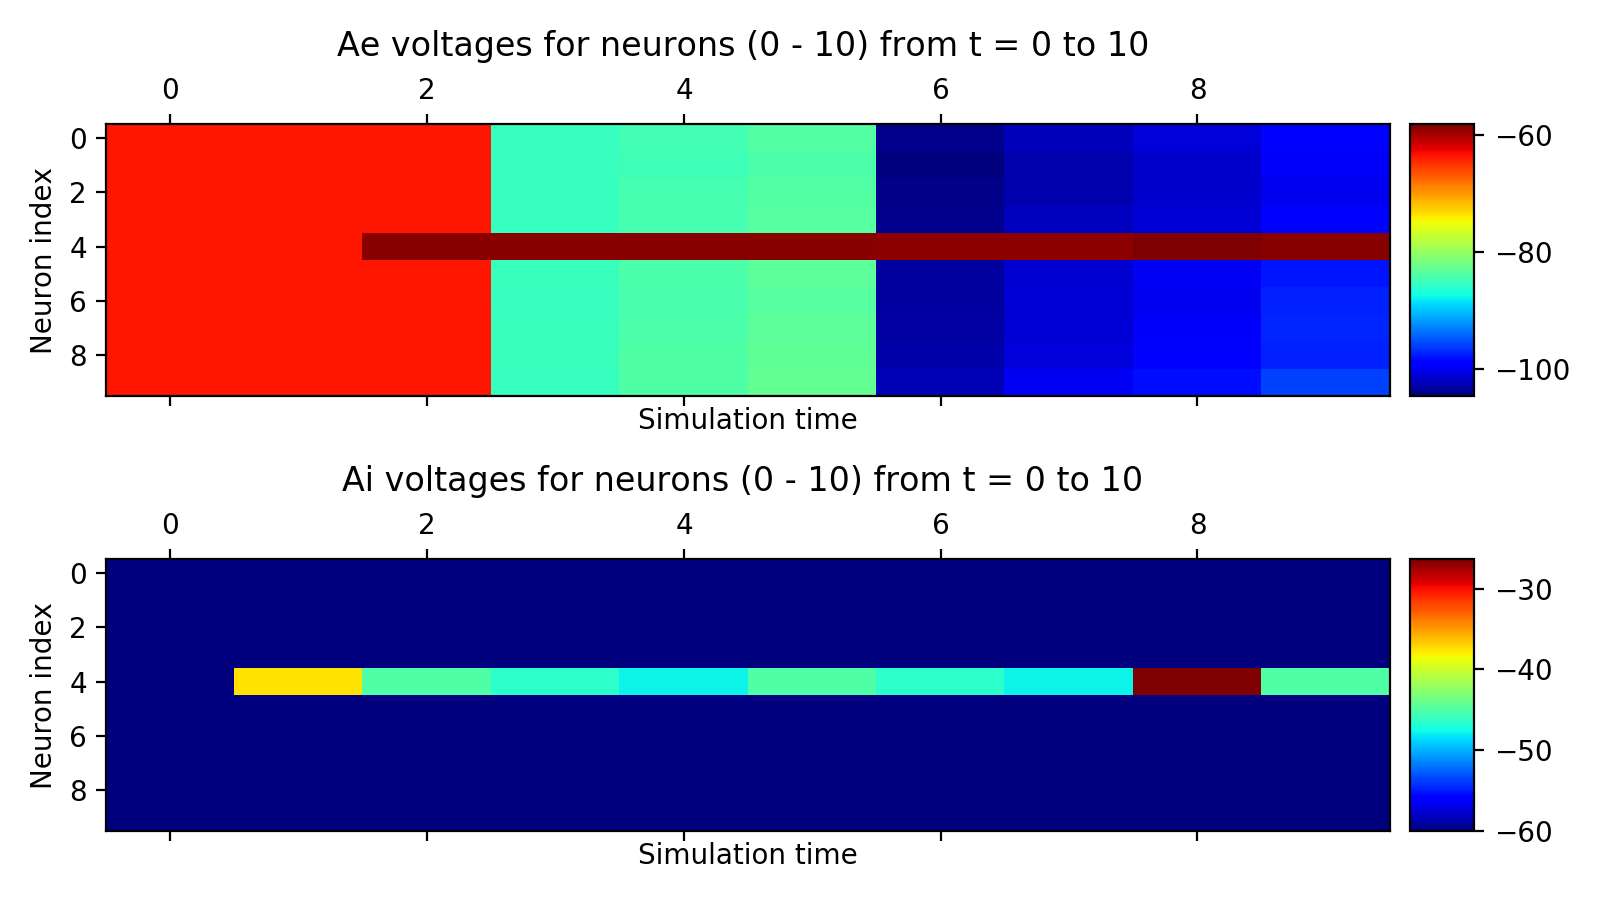 Ae voltages for neurons (0 - 10) from t = 0 to 10
0 2 4 6 8
Neuron index
0
2
4
6
8
−60
−80
−100
Simulation time
Ai voltages for neurons (0 - 10) from t = 0 to 10
0 2 4 6 8
Neuron index
0
2
4
6
8
−30
−40
−50
−60
Simulation time